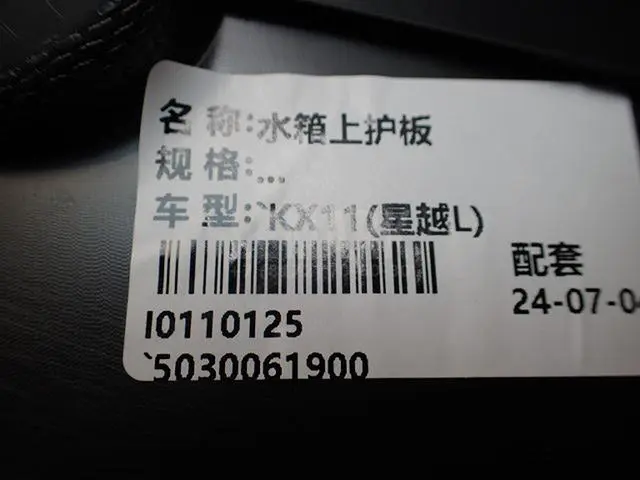 名 称:水箱上护板
规 格:...
车 型:`KX11(星越L)
配套
I0110125
24-07-04
`5030061900